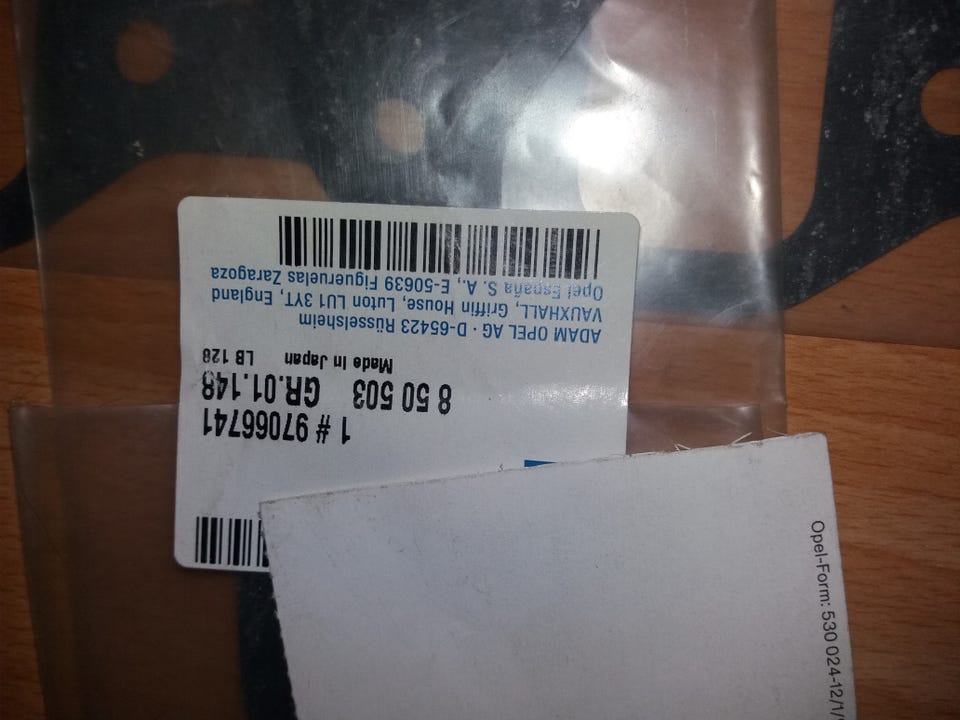 1 # 97066741
8 50 503 GR.01.148
Made In Japan LB 128
ADAM OPEL AG · D-65423 Rüsselsheim
VAUXHALL, Griffin House, Luton LU1 3YT, England
Opel España S. A., E-50639 Figueruelas Zaragoza
Opel-Form: 530 024-12/1/